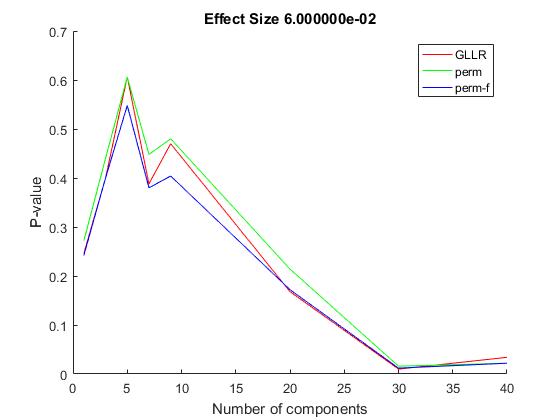 Effect Size 6.000000e-02
GLLR
perm
perm-f
P-value
0.7
0.6
0.5
0.4
0.3
0.2
0.1
0
0 5 10 15 20 25 30 35 40
Number of components